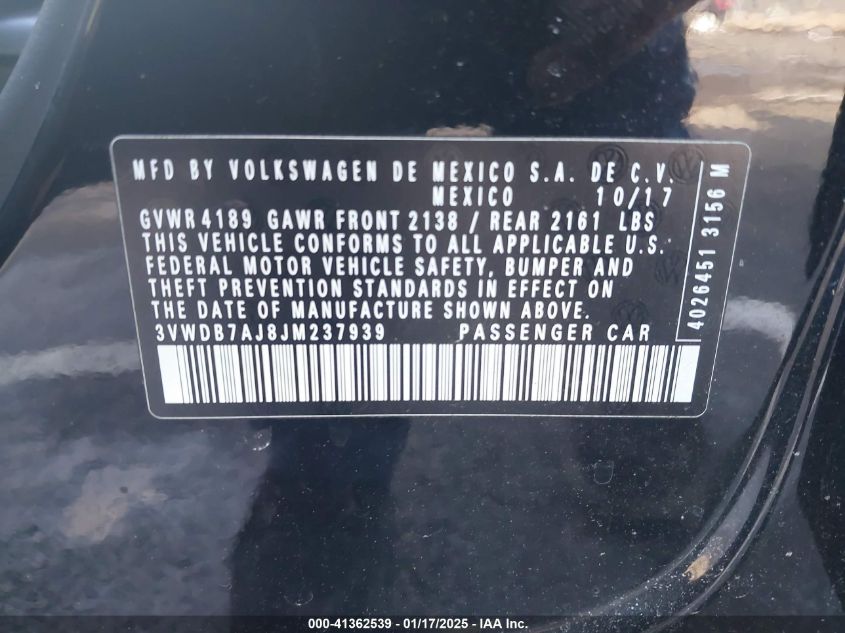 MFD BY VOLKSWAGEN DE MEXICO S.A. DE C.V.
MEXICO 10/17
GVWR 4189 GAWR FRONT 2138 / REAR 2161 LBS
THIS VEHICLE CONFORMS TO ALL APPLICABLE U.S.
FEDERAL MOTOR VEHICLE SAFETY, BUMPER AND
THEFT PREVENTION STANDARDS IN EFFECT ON
THE DATE OF MANUFACTURE SHOWN ABOVE.
3VWDB7AJ8JM237939 PASSENGER CAR
4026451 3156 M
000-41362539 - 01/17/2025 - IAA Inc.